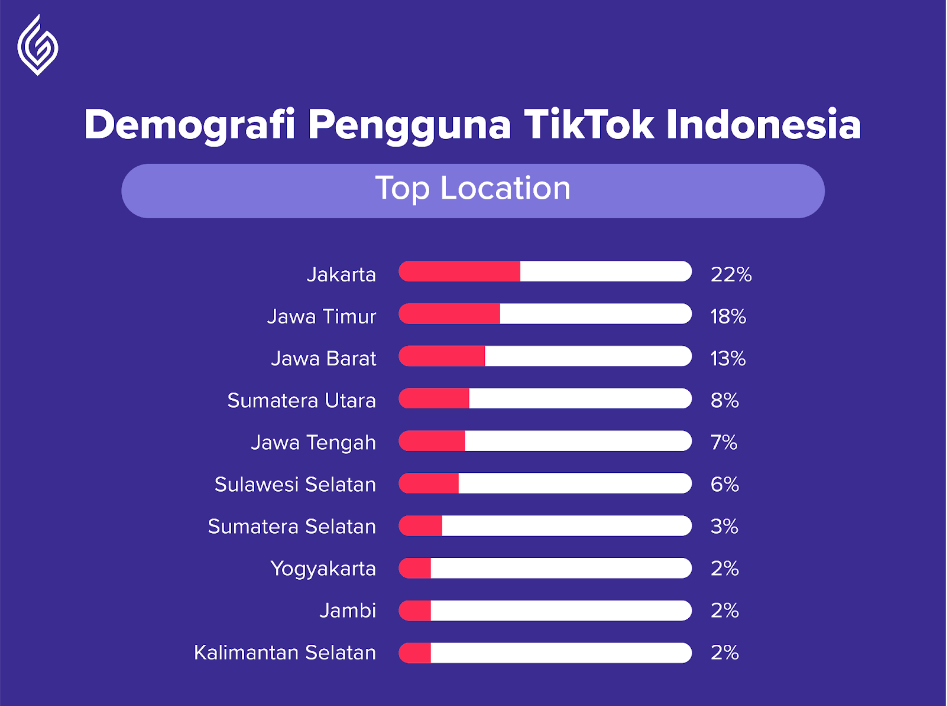 Demografi Pengguna TikTok Indonesia
Top Location
Jakarta 22%
Jawa Timur 18%
Jawa Barat 13%
Sumatera Utara 8%
Jawa Tengah 7%
Sulawesi Selatan 6%
Sumatera Selatan 3%
Yogyakarta 2%
Jambi 2%
Kalimantan Selatan 2%